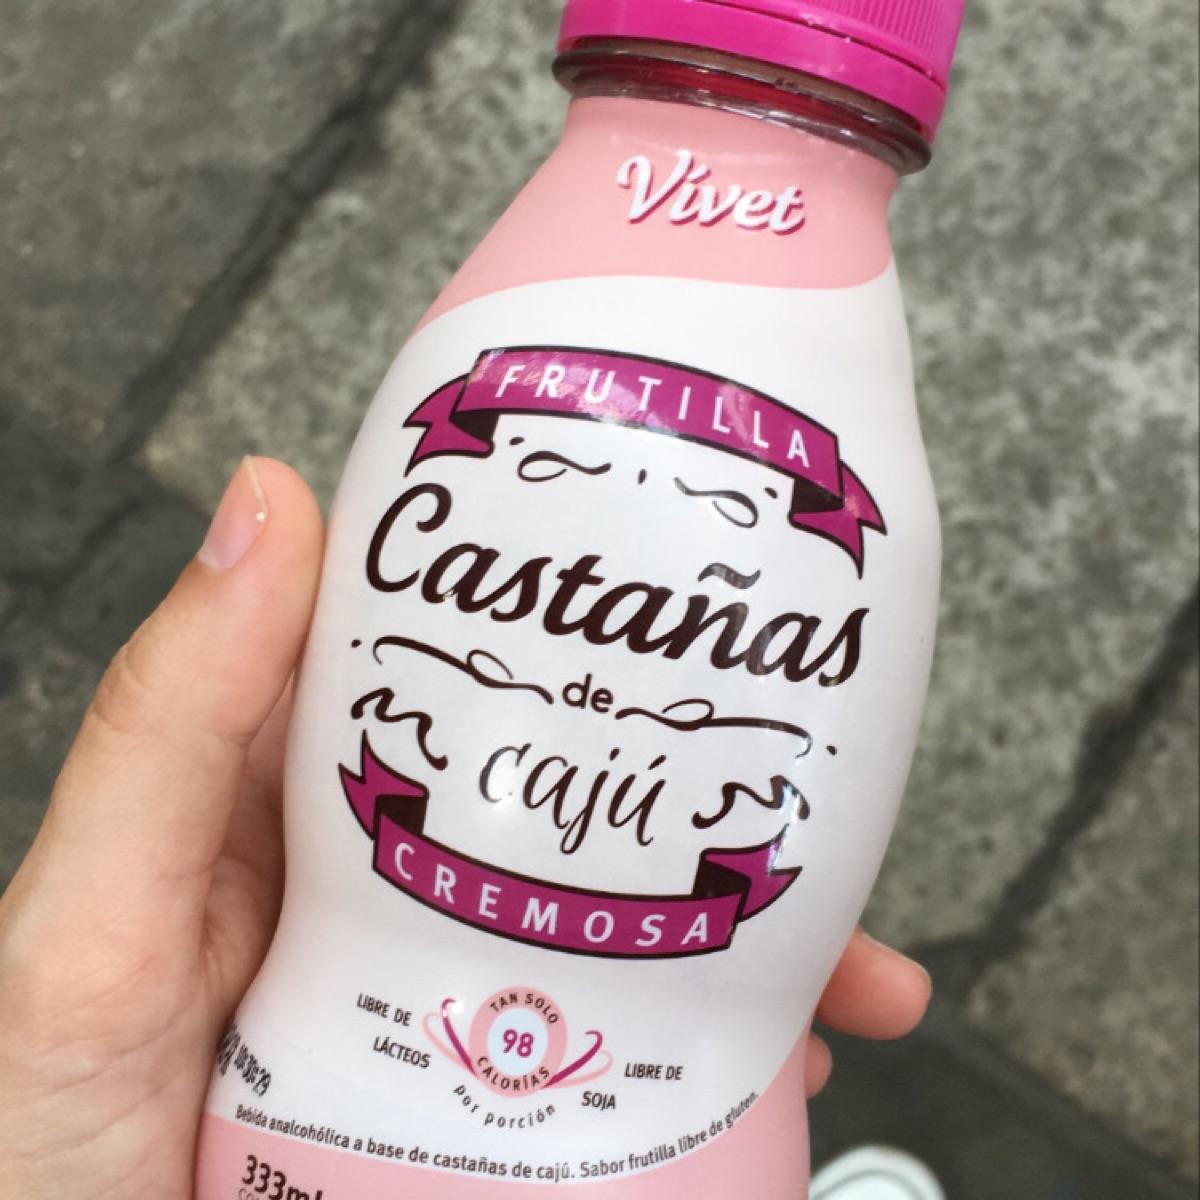 Vívet
FRUTILLA
Castañas
de
cajú
CREMOSA
LIBRE DE
LÁCTEOS
TAN SOLO
98
CALORÍAS
por porción
LIBRE DE
SOJA
Bebida analcohólica a base de castañas de cajú. Sabor frutilla libre de gluten.
333ml